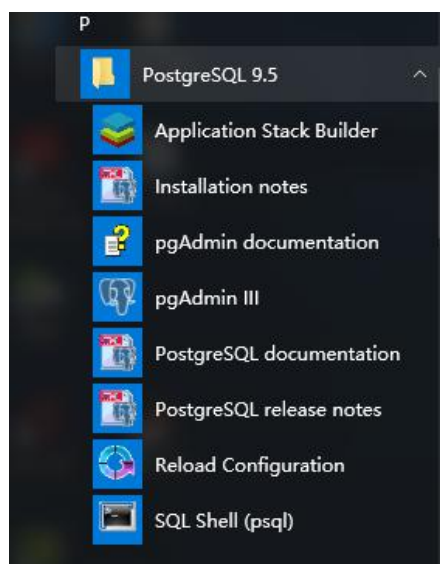 P
PostgreSQL 9.5
Application Stack Builder
Installation notes
pgAdmin documentation
pgAdmin III
PostgreSQL documentation
PostgreSQL release notes
Reload Configuration
SQL Shell (psql)